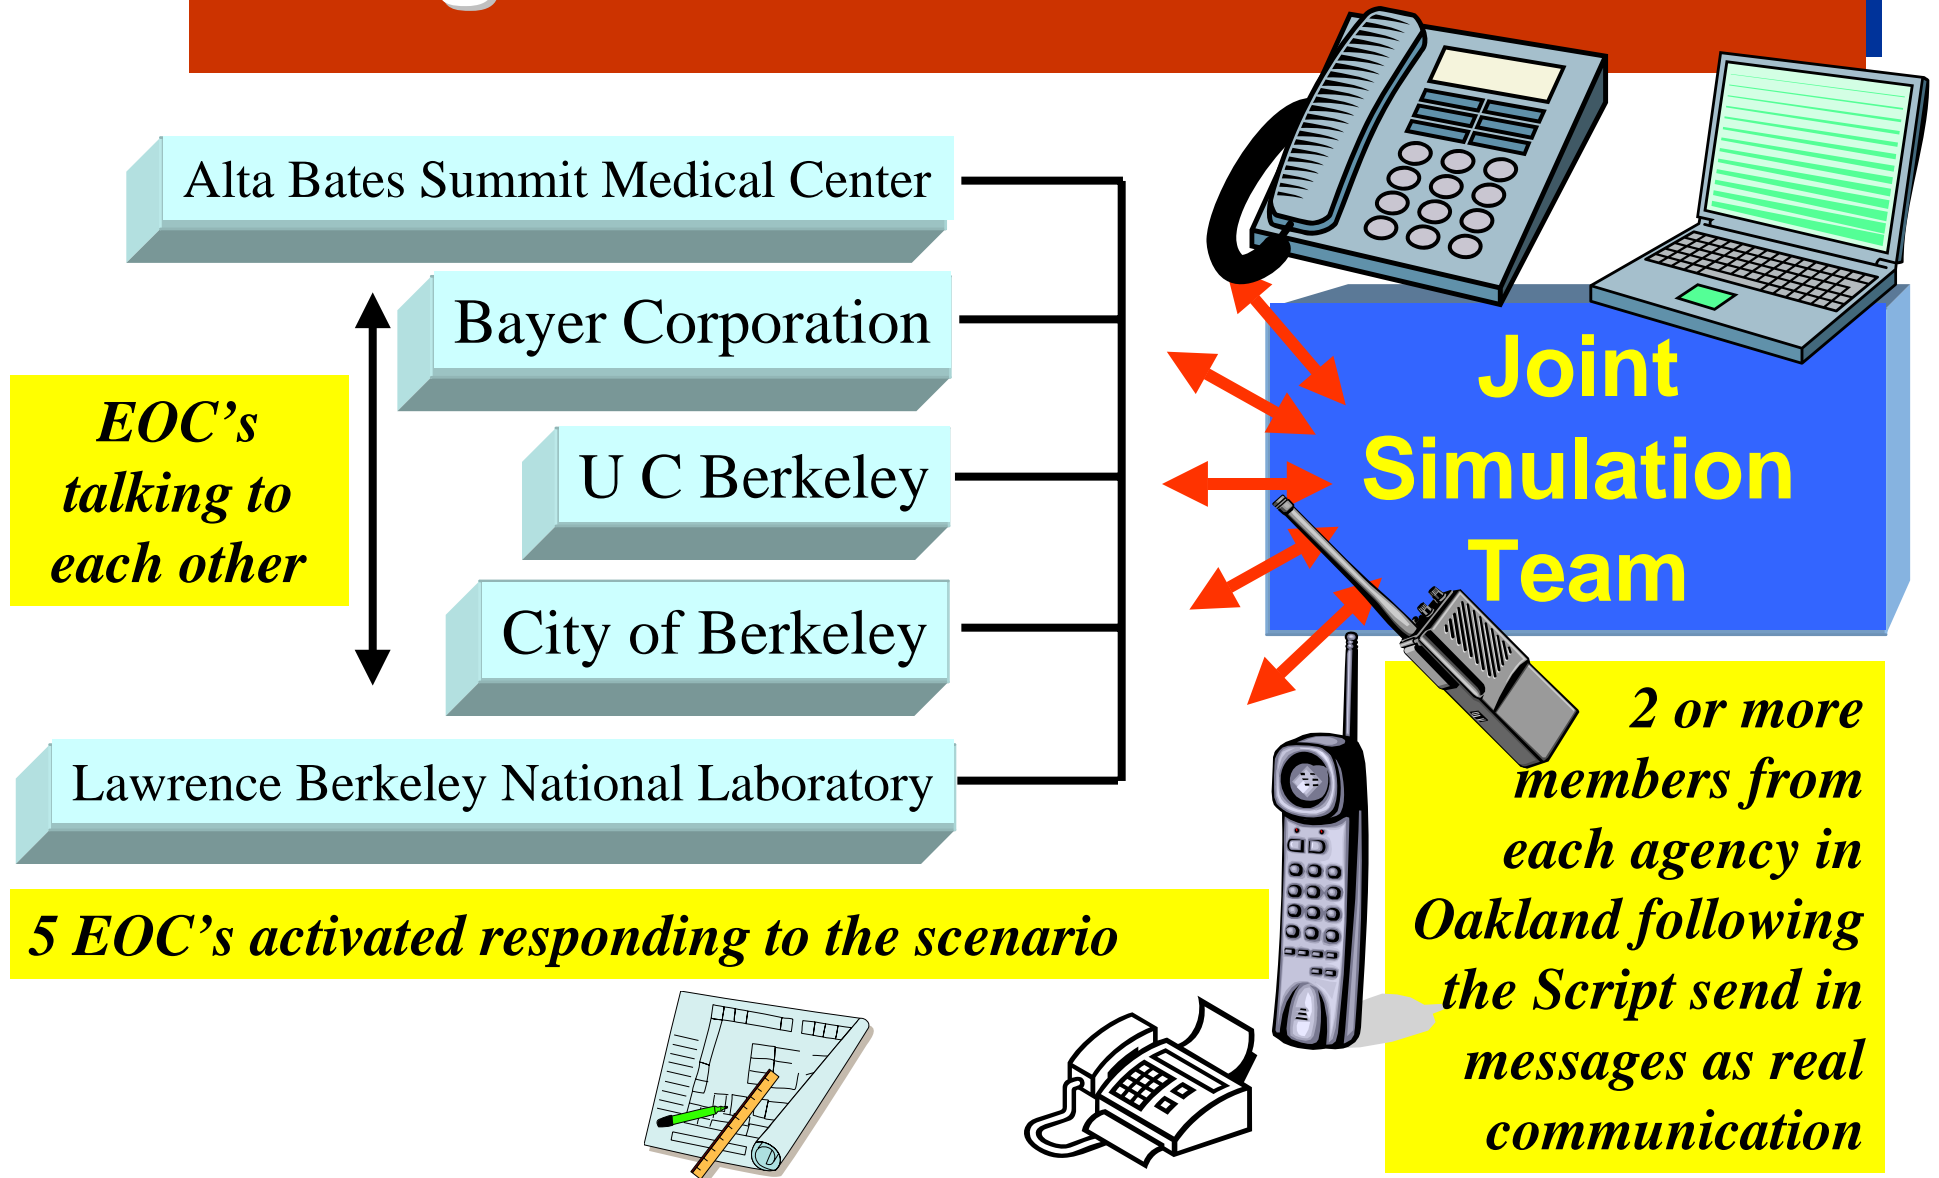 Alta Bates Summit Medical Center
Bayer Corporation
U C Berkeley
City of Berkeley
Lawrence Berkeley National Laboratory
EOC’s
talking to
each other
5 EOC’s activated responding to the scenario
Joint
Simulation
Team
2 or more
members from
each agency in
Oakland following
the Script send in
messages as real
communication